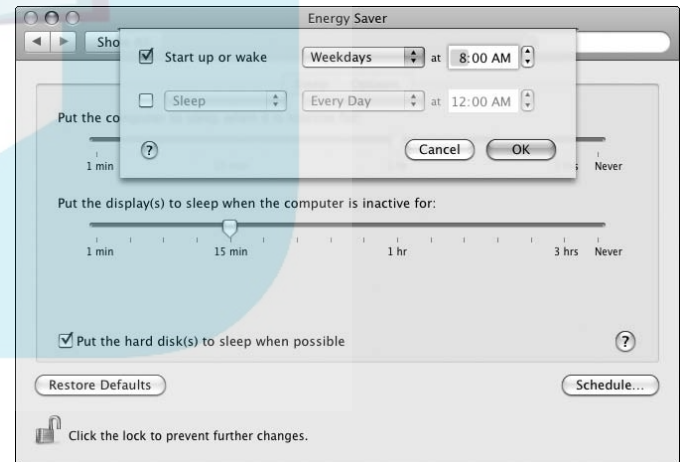 Energy Saver
Sho
Start up or wake Weekdays at 8:00 AM
Sleep Every Day at 12:00 AM
Put the co
? Cancel OK
1 min s Never
Put the display(s) to sleep when the computer is inactive for:
1 min 15 min 1 hr 3 hrs Never
Put the hard disk(s) to sleep when possible ?
Restore Defaults Schedule...
Click the lock to prevent further changes.